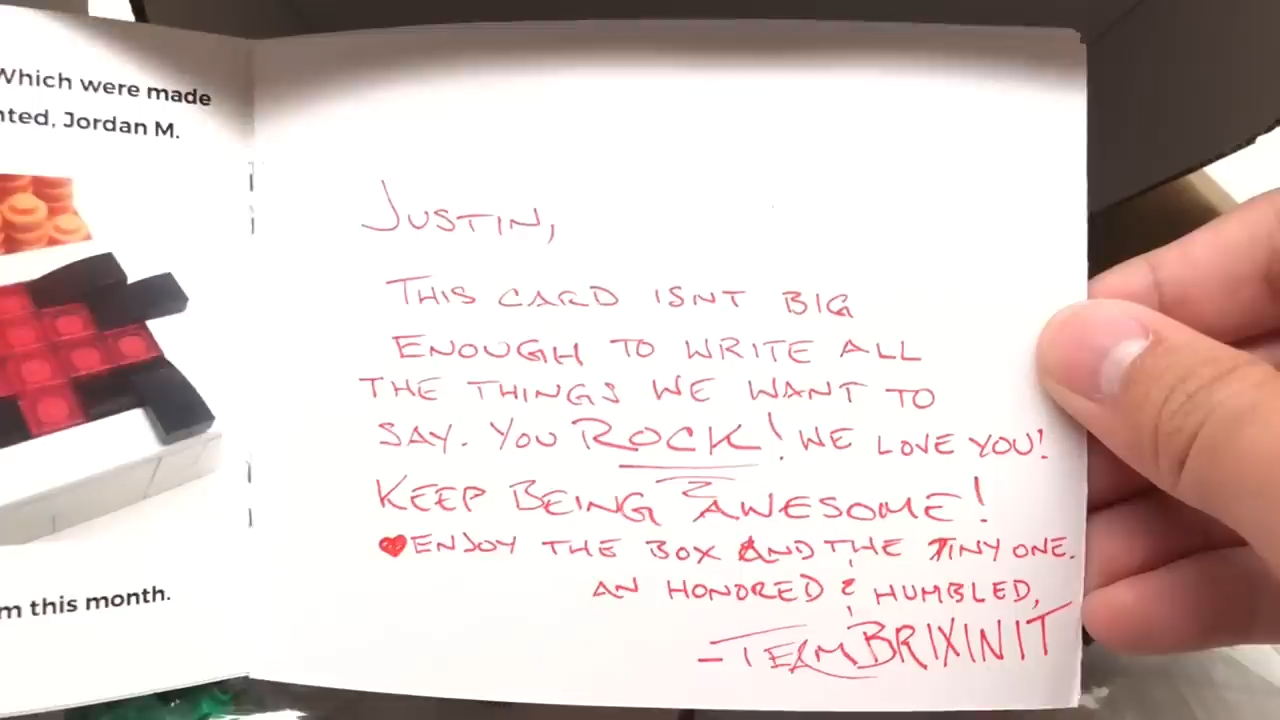 Which were made
nted, Jordan M.
m this month.
JUSTIN,
THIS CARD ISNT BIG
ENOUGH TO WRITE ALL
THE THINGS WE WANT TO
SAY. YOU ROCK! WE LOVE YOU!
KEEP BEING AWESOME!
♥ENJOY THE BOX AND THE TINY ONE.
AN HONORED & HUMBLED,
-TEAM BRIXINIT